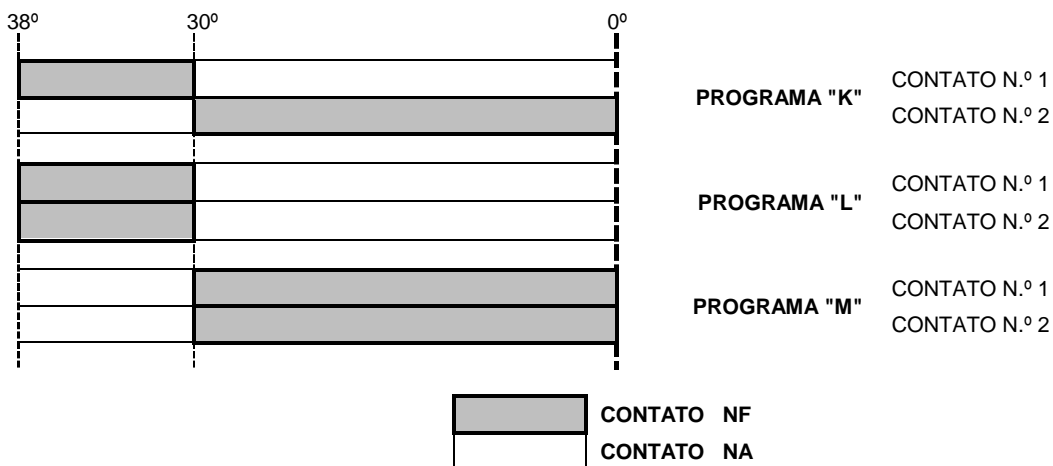 38º 30º 0º
PROGRAMA "K"
CONTATO N.º 1
CONTATO N.º 2
PROGRAMA "L"
CONTATO N.º 1
CONTATO N.º 2
PROGRAMA "M"
CONTATO N.º 1
CONTATO N.º 2
CONTATO NF
CONTATO NA